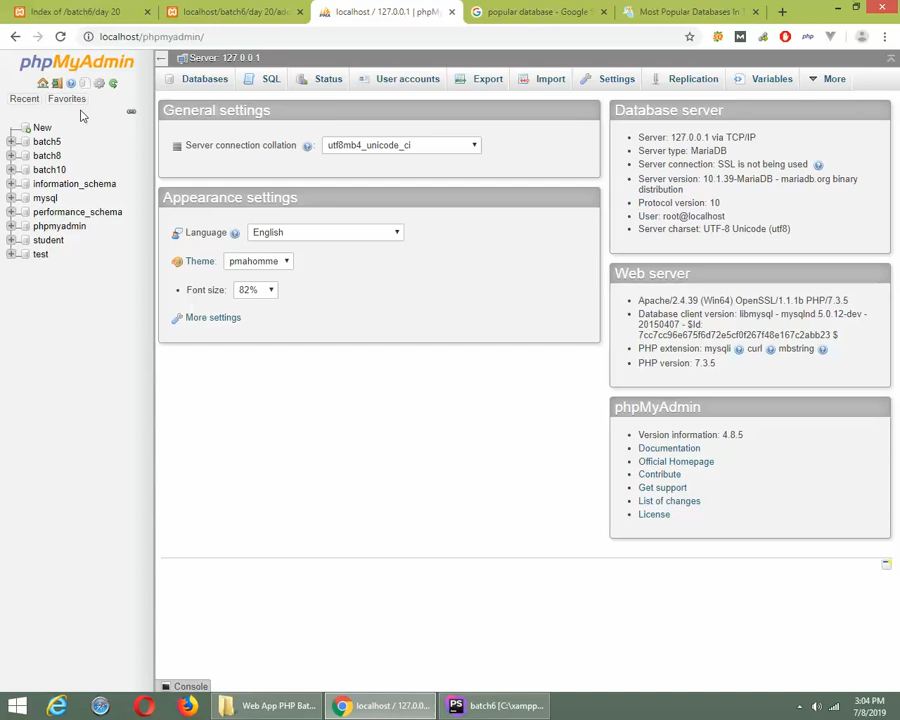 Index of /batch6/day 20
localhost/batch6/day 20/ad
localhost / 127.0.0.1 | phpM
popular database - Google
Most Popular Databases In
localhost/phpmyadmin/
phpMyAdmin
Recent Favorites
New
batch5
batch8
batch10
information_schema
mysql
performance_schema
phpmyadmin
student
test
Server: 127.0.0.1
Databases SQL Status User accounts Export Import Settings Replication Variables More
General settings
Server connection collation : utf8mb4_unicode_ci
Appearance settings
Language English
Theme: pmahomme
Font size: 82%
More settings
Database server
Server: 127.0.0.1 via TCP/IP
Server type: MariaDB
Server connection: SSL is not being used
Server version: 10.1.39-MariaDB - mariadb.org binary
distribution
Protocol version: 10
User: root@localhost
Server charset: UTF-8 Unicode (utf8)
Web server
Apache/2.4.39 (Win64) OpenSSL/1.1.1b PHP/7.3.5
Database client version: libmysql - mysqlnd 5.0.12-dev -
20150407 - $Id:
7cc7cc96e675f6d72e5cf0f267f48e167c2abb23 $
PHP extension: mysqli curl mbstring
PHP version: 7.3.5
phpMyAdmin
Version information: 4.8.5
Documentation
Official Homepage
Contribute
Get support
List of changes
License
Console
Web App PHP Bat...
localhost / 127.0.0...
PS batch6 [C:\xampp...
3:04 PM
7/8/2019